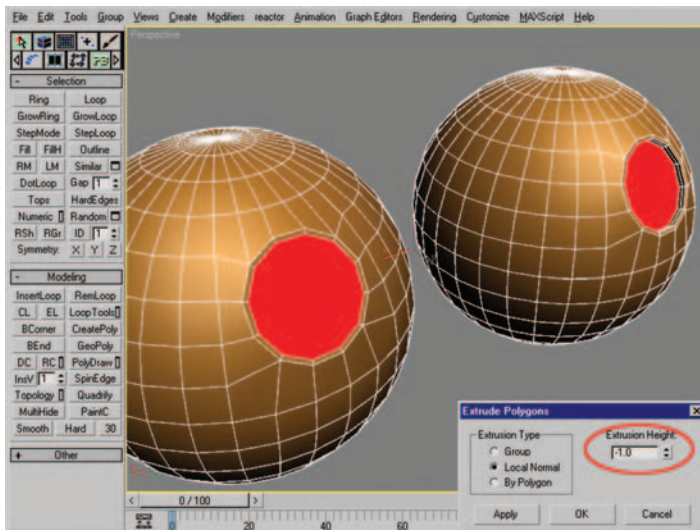 File Edit Tools Group Views Create Modifiers reactor Animation Graph Editors Rendering Customize MAXScript Help
Perspective
- Selection
Ring Loop
GrowRing GrowLoop
StepMode StepLoop
Fill FillH Outline
RM LM Similar
DotLoop Gap 1
Tops HardEdges
Numeric Random
RSh RGr ID 1
Symmetry: X Y Z
- Modeling
InsertLoop RemLoop
CL EL LoopTools
BCorner CreatePoly
BEnd GeoPoly
DC RC PolyDraw
InsV 1 SpinEdge
Topology Quadrify
MultiHide PaintC
Smooth Hard 30
+ Other
Extrude Polygons
Extrusion Type
Group
Local Normal
By Polygon
Extrusion Height:
-1.0
Apply OK Cancel
< 0 / 100 >
0 20 40 60